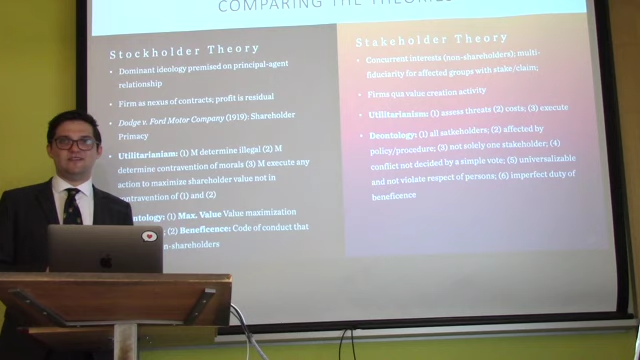 COMPARING THE THEORIES
Stockholder Theory
• Dominant ideology premised on principal-agent
relationship
• Firm as nexus of contracts; profit is residual
• Dodge v. Ford Motor Company (1919): Shareholder
Primacy
• Utilitarianism: (1) M determine illegal (2) M
determine contravention of morals (3) M execute any
action to maximize shareholder value not in
contravention of (1) and (2)
ntology: (1) Max. Value Value maximization
; (2) Beneficence: Code of conduct that
n-shareholders
Stakeholder Theory
• Concurrent interests (non-shareholders); multi-
fiduciary for affected groups with stake/claim;
• Firms qua value creation activity
• Utilitarianism: (1) assess threats (2) costs; (3) execute
• Deontology: (1) all satkeholders; (2) affected by
policy/procedure; (3) not solely one stakeholder; (4)
conflict not decided by a simple vote; (5) universalizable
and not violate respect of persons; (6) imperfect duty of
beneficence